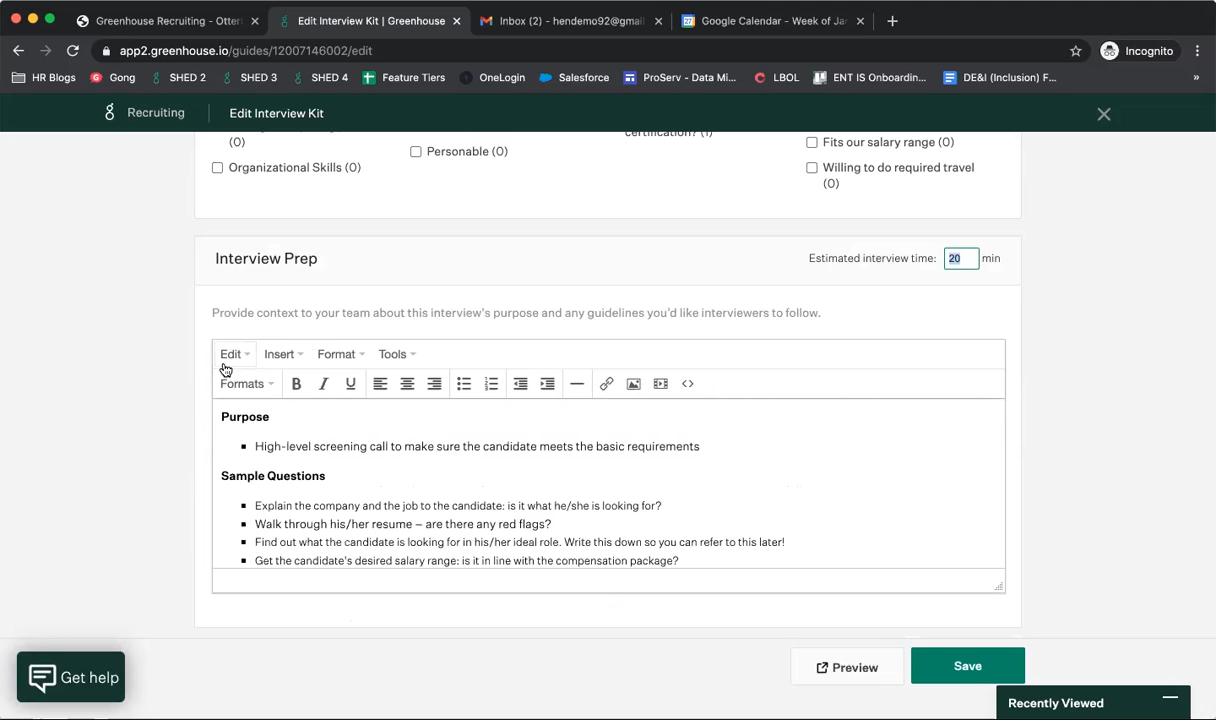 Greenhouse Recruiting - Otter
Edit Interview Kit | Greenhouse
Inbox (2) - hendemo92@gmail
27 Google Calendar - Week of Jan
app2.greenhouse.io/guides/12007146002/edit
Incognito
HR Blogs
Gong
SHED 2
SHED 3
SHED 4
Feature Tiers
OneLogin
Salesforce
ProServ - Data Mi...
LBOL
ENT IS Onboardin...
DE&I (Inclusion) F...
»
Recruiting
Edit Interview Kit
(0)
Organizational Skills (0)
Personable (0)
certification? (1)
Fits our salary range (0)
Willing to do required travel
(0)
Interview Prep
Estimated interview time: 20 min
Provide context to your team about this interview's purpose and any guidelines you'd like interviewers to follow.
Edit
Insert
Format
Tools
Formats
B
I
U
Purpose
High-level screening call to make sure the candidate meets the basic requirements
Sample Questions
Explain the company and the job to the candidate: is it what he/she is looking for?
Walk through his/her resume – are there any red flags?
Find out what the candidate is looking for in his/her ideal role. Write this down so you can refer to this later!
Get the candidate's desired salary range: is it in line with the compensation package?
Get help
Preview
Save
Recently Viewed